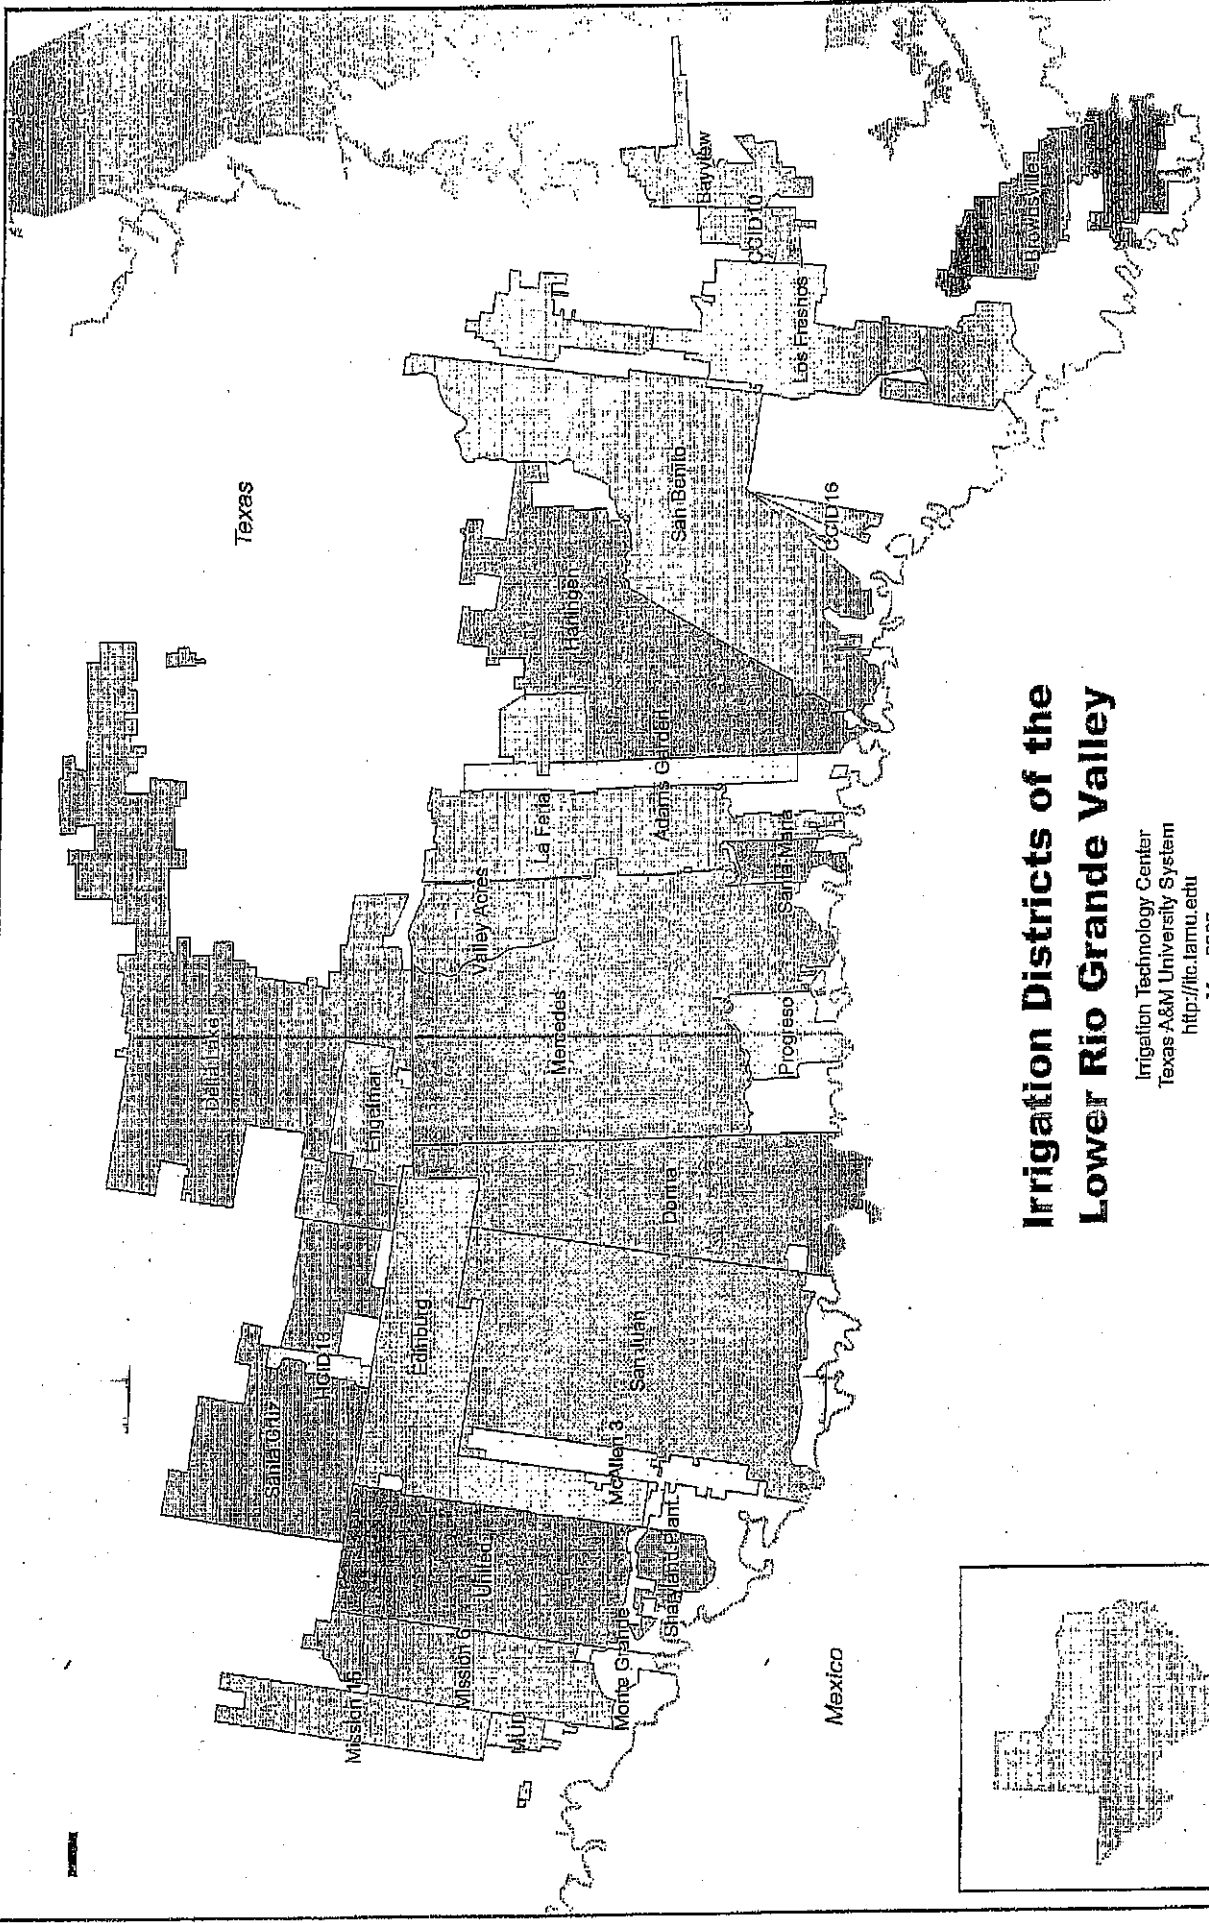 Texas
Delta Lake
Santa Cruz
HCID13
Engelman
Edinburg
Valley Acres
La Feria
Harlingen
Bayview
CCID10
Mission 16
Mission 6
United
Mercedes
Adams Garden
San Benito
Los Fresnos
MUD
McAllen 3
San Juan
Donna
Monte Grande
Sharyland Plant.
Progreso
Santa Maria
CCID16
Brownsville
Mexico
Irrigation Districts of the
Lower Rio Grande Valley
Irrigation Technology Center
Texas A&M University System
http://itc.tamu.edu